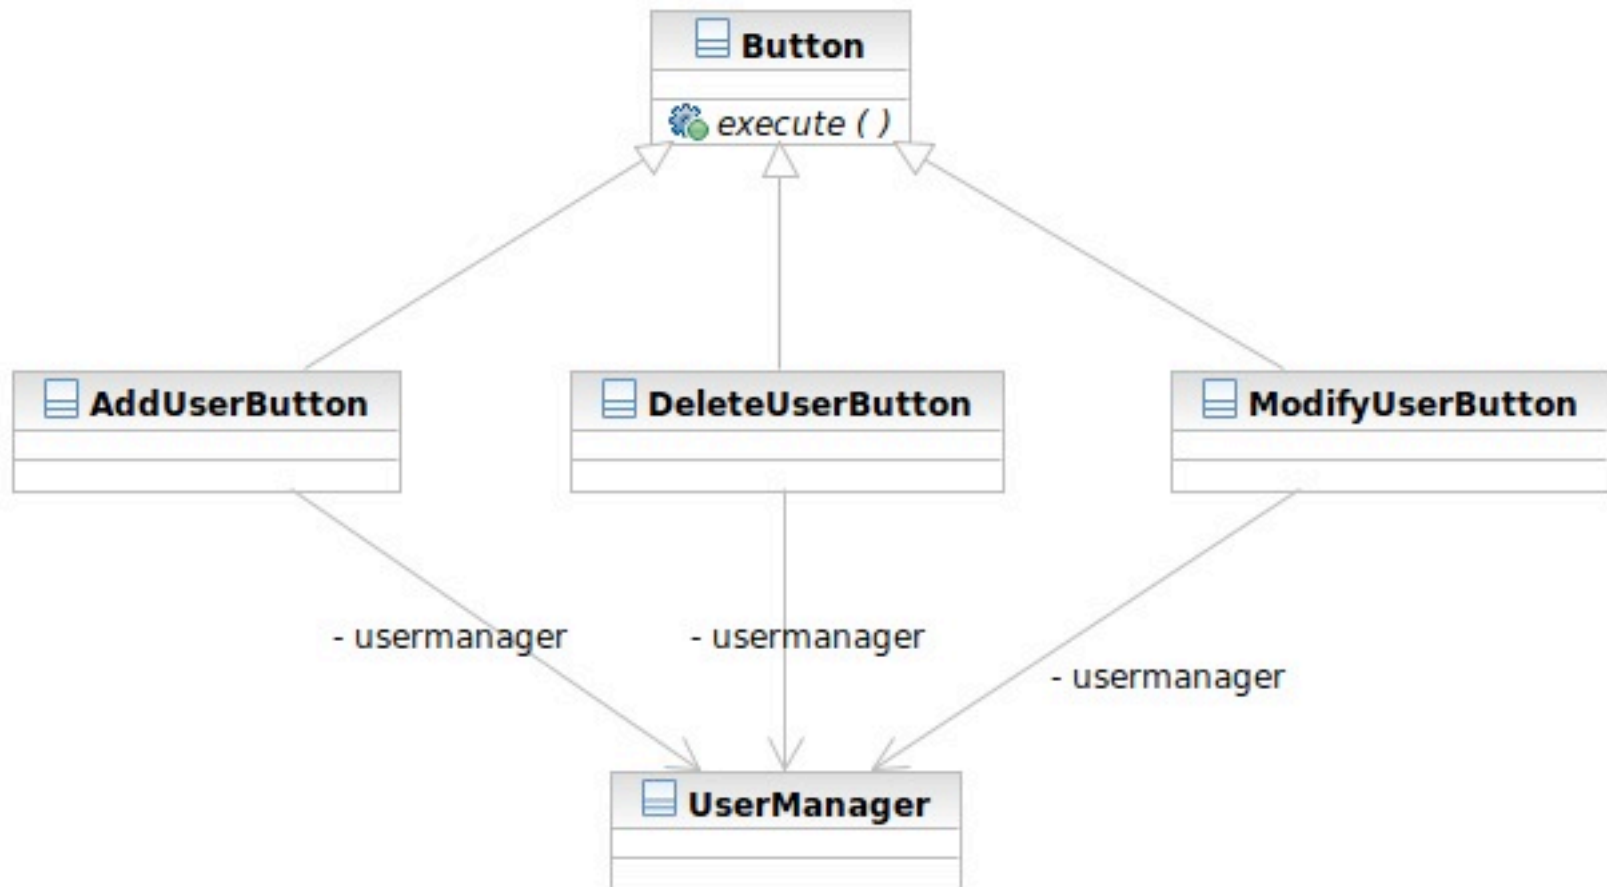 Button
execute ( )
AddUserButton
DeleteUserButton
ModifyUserButton
- usermanager
- usermanager
- usermanager
UserManager